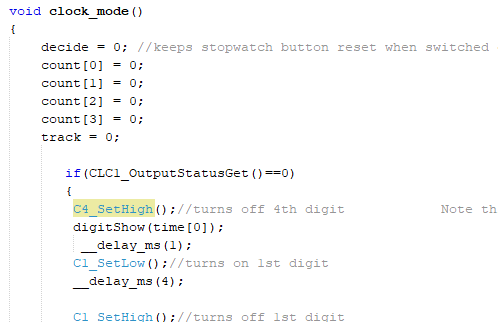 void clock_mode()
{
decide = 0; //keeps stopwatch button reset when switched
count[0] = 0;
count[1] = 0;
count[2] = 0;
count[3] = 0;
track = 0;
if(CLC1_OutputStatusGet()==0)
{
C4_SetHigh();//turns off 4th digit Note th
digitShow(time[0]);
__delay_ms(1);
C1_SetLow();//turns on 1st digit
__delay_ms(4);
C1_SetHigh();//turns off 1st digit